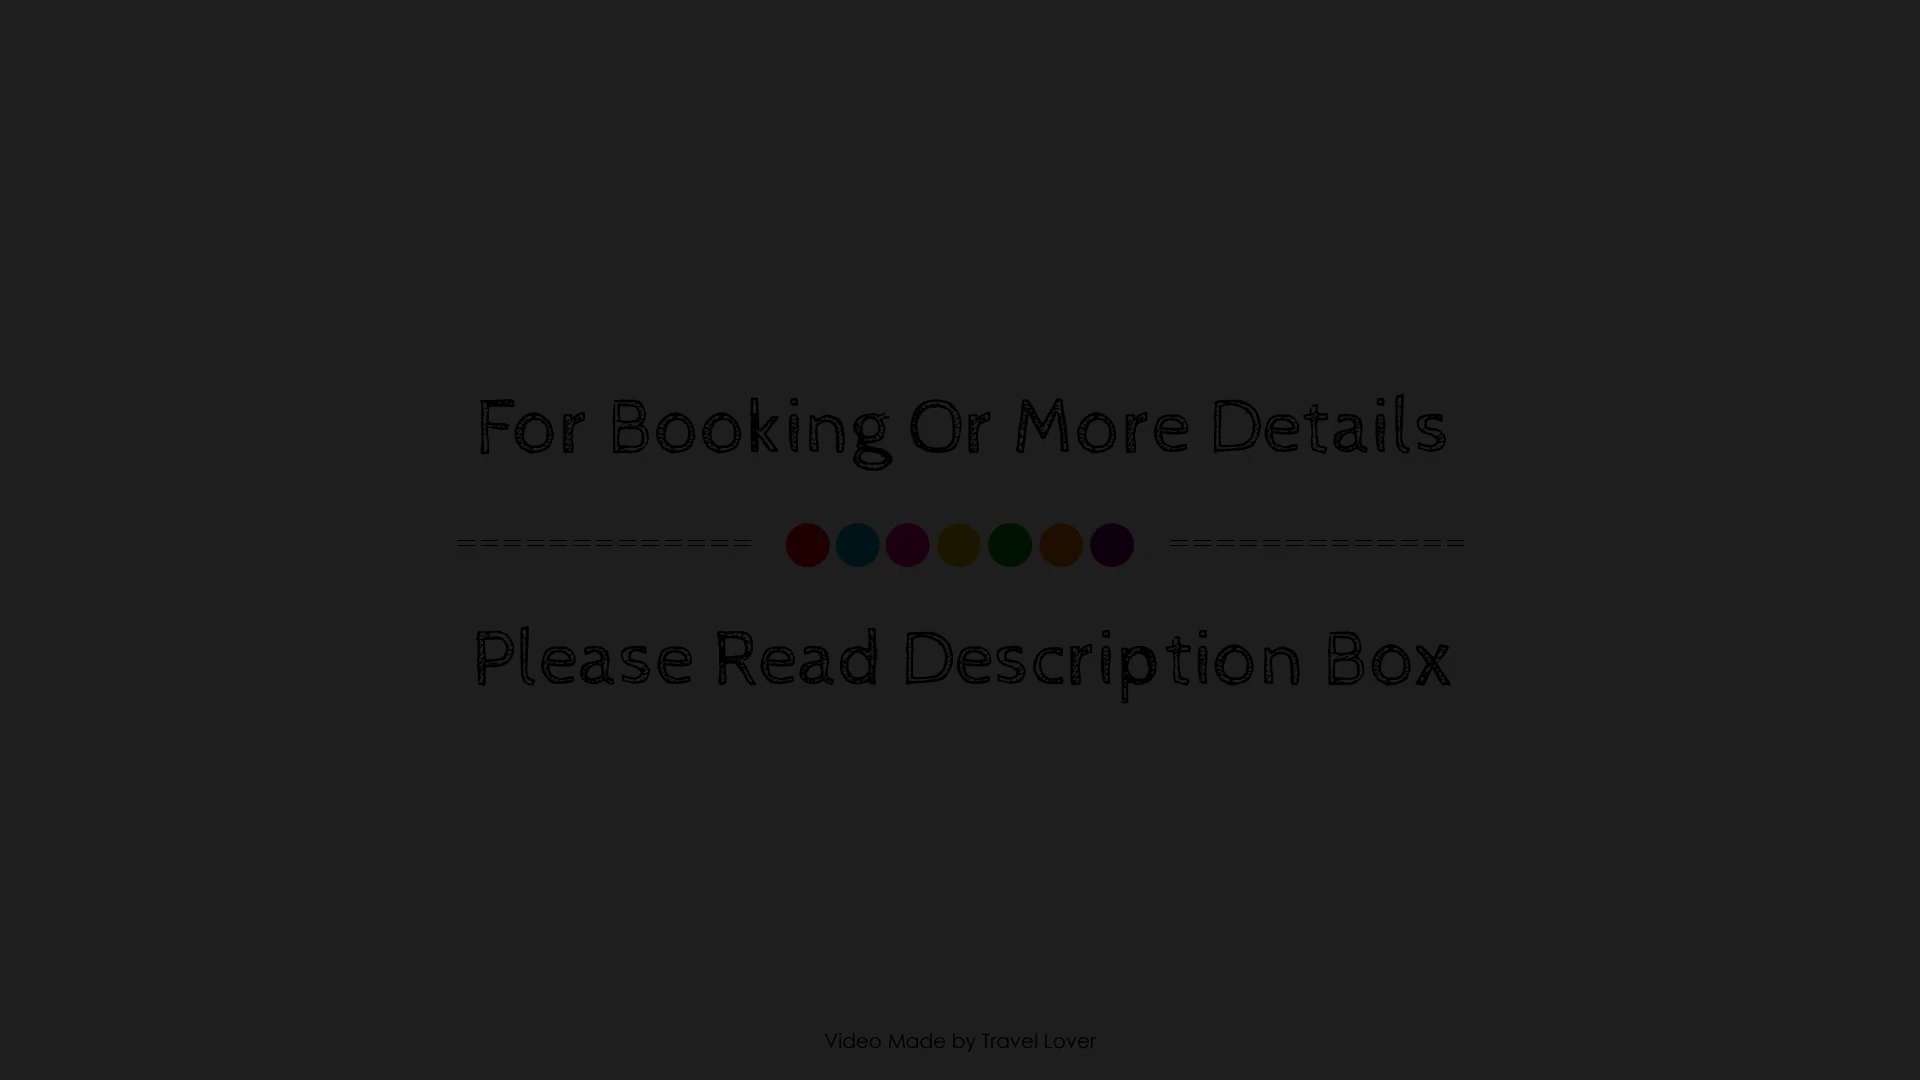 For Booking Or More Details
============= =============
Please Read Description Box
Video Made by Travel Lover